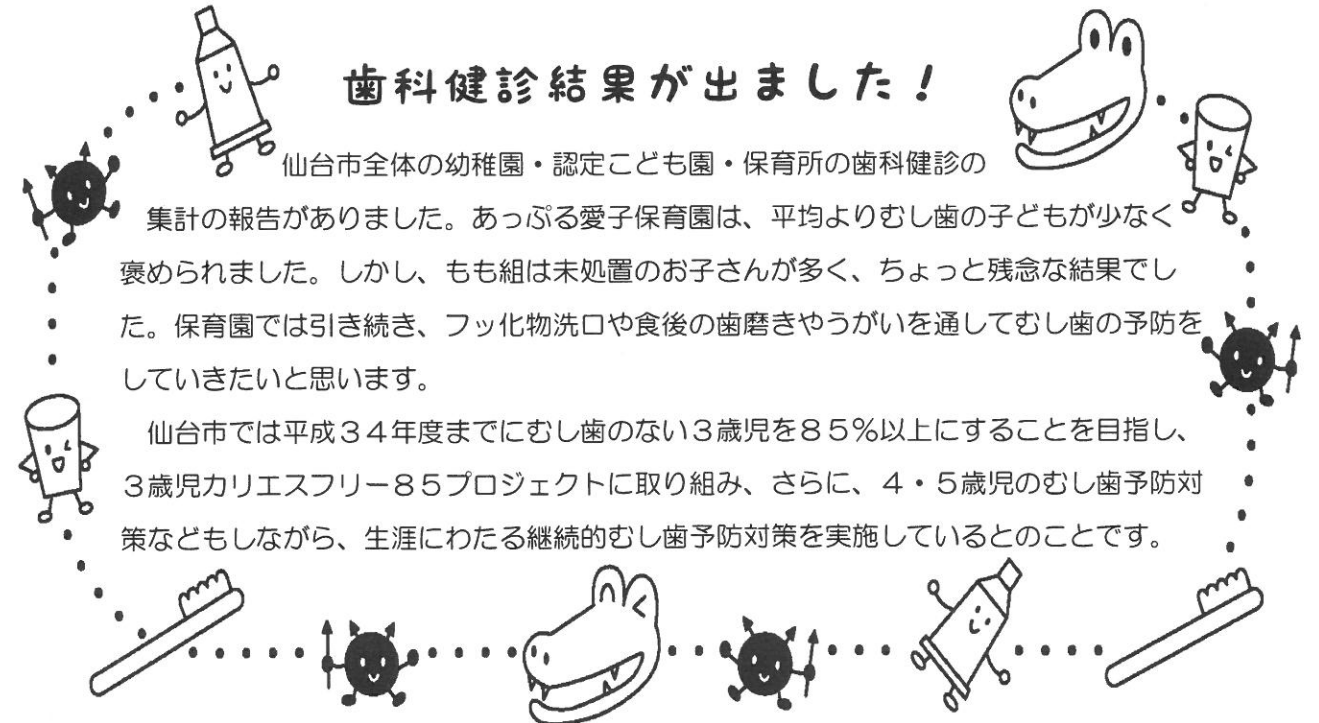 歯科健診結果が出ました！
仙台市全体の幼稚園・認定こども園・保育所の歯科健診の
集計の報告がありました。あっぷる愛子保育園は、平均よりむし歯の子どもが少なく
褒められました。しかし、もも組は未処置のお子さんが多く、ちょっと残念な結果でし
た。保育園では引き続き、フッ化物洗口や食後の歯磨きやうがいを通してむし歯の予防を
していきたいと思います。
仙台市では平成３４年度までにむし歯のない３歳児を８５％以上にすることを目指し、
３歳児カリエスフリー８５プロジェクトに取り組み、さらに、４・５歳児のむし歯予防対
策などもしながら、生涯にわたる継続的むし歯予防対策を実施しているとのことです。